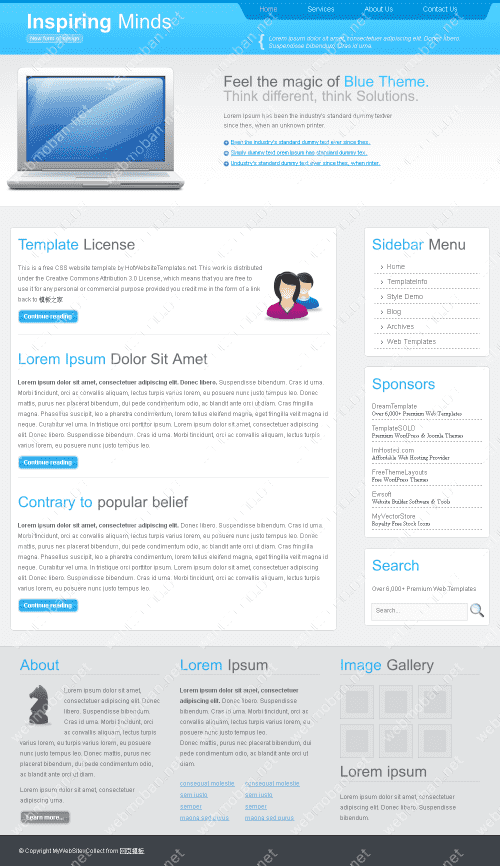 Inspiring Minds
New form of design
Home Services About Us Contact Us
Lorem ipsum dolor sit amet, consectetuer adipiscing elit. Donec libero.
Suspendisse bibendum. Cras id urna.
Feel the magic of Blue Theme.
Think different, think Solutions.
Lorem Ipsum has been the industry's standard dummy text ever
since thes, when an unknown printer.
Even the industry's standard dummy text ever since thes.
Simply dummy text lorem ipsum has standard dummy tex.
Undustry's standard dummy text ever since thes, when printer.
Template License
This is a free CSS website template by HotWebsiteTemplates.net. This work is distributed
under the Creative Commons Attribution 3.0 License, which means that you are free to
use it for any personal or commercial purpose provided you credit me in the form of a link
back to 模板之家
Continue reading
Lorem Ipsum Dolor Sit Amet
Lorem ipsum dolor sit amet, consectetuer adipiscing elit. Donec libero. Suspendisse bibendum. Cras id urna.
Morbi tincidunt, orci ac convallis aliquam, lectus turpis varius lorem, eu posuere nunc justo tempus leo. Donec
mattis, purus nec placerat bibendum, dui pede condimentum odio, ac blandit ante orci ut diam. Cras fringilla
magna. Phasellus suscipit, leo a pharetra condimentum, lorem tellus eleifend magna, eget fringilla velit magna id
neque. Curabitur vel urna. In tristique orci porttitor ipsum. Lorem ipsum dolor sit amet, consectetuer adipiscing
elit. Donec libero. Suspendisse bibendum. Cras id urna. Morbi tincidunt, orci ac convallis aliquam, lectus turpis
varius lorem, eu posuere nunc justo tempus leo.
Continue reading
Contrary to popular belief
Lorem ipsum dolor sit amet, consectetuer adipiscing elit. Donec libero. Suspendisse bibendum. Cras id urna.
Morbi tincidunt, orci ac convallis aliquam, lectus turpis varius lorem, eu posuere nunc justo tempus leo. Donec
mattis, purus nec placerat bibendum, dui pede condimentum odio, ac blandit ante orci ut diam. Cras fringilla
magna. Phasellus suscipit, leo a pharetra condimentum, lorem tellus eleifend magna, eget fringilla velit magna id
neque. Curabitur vel urna. In tristique orci porttitor ipsum. Lorem ipsum dolor sit amet, consectetuer adipiscing
elit. Donec libero. Suspendisse bibendum. Cras id urna. Morbi tincidunt, orci ac convallis aliquam, lectus turpis
varius lorem, eu posuere nunc justo tempus leo.
Continue reading
Sidebar Menu
Home
TemplateInfo
Style Demo
Blog
Archives
Web Templates
Sponsors
DreamTemplate
Over 6,000+ Premium Web Templates
TemplateSOLD
Premium WordPress & Joomla Themes
ImHosted.com
Affordable Web Hosting Provider
FreeThemeLayouts
Free WordPress Themes
Evrsoft
Website Builder Software & Tools
MyVectorStore
Royalty Free Stock Icons
Search
Over 6,000+ Premium Web Templates
Search...
About
Lorem ipsum dolor sit amet,
consectetuer adipiscing elit. Donec
libero. Suspendisse bibendum.
Cras id urna. Morbi tincidunt, orci
ac convallis aliquam, lectus turpis
varius lorem, eu posuere nunc justo tempus
leo. Donec mattis, purus nec placerat
bibendum, dui pede condimentum odio,
ac blandit ante orci ut diam.
Lorem ipsum dolor sit amet, consectetuer
adipiscing urna.
Learn more...
Lorem Ipsum
Lorem ipsum dolor sit amet, consectetuer
adipiscing elit. Donec libero. Suspendisse
bibendum. Cras id urna. Morbi tincidunt, orci
ac convallis aliquam, lectus turpis varius
lorem, eu posuere nunc justo tempus leo.
Donec mattis, purus nec placerat bibendum, dui
pede condimentum odio, ac blandit ante orci ut
diam.
consequat molestie
sem justo
semper
magna sed purus
consequat molestie
sem justo
semper
magna sed purus
Image Gallery
Lorem ipsum
Lorem ipsum dolor sit amet, consectetuer
adipiscing elit. Donec libero. Suspendisse
bibendum.
© Copyright MyWebSitesCollect from 网页模板
webmoban.net